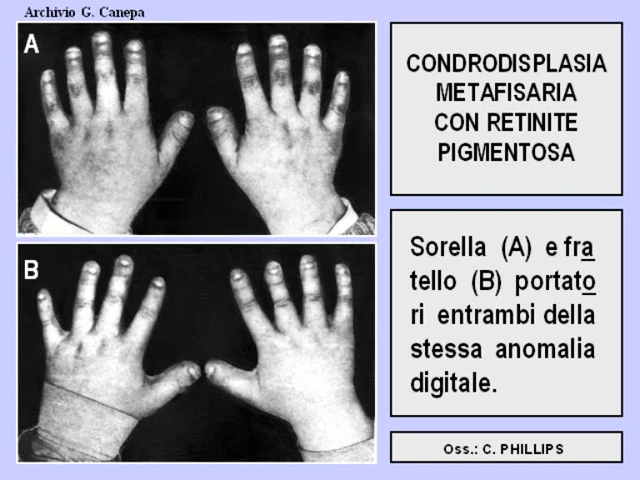 Archivio G. Canepa
A
CONDRODISPLASIA
METAFISARIA
CON RETINITE
PIGMENTOSA
B
Sorella (A) e fra
tello (B) portato
ri entrambi della
stessa anomalia
digitale.
Oss.: C. PHILLIPS